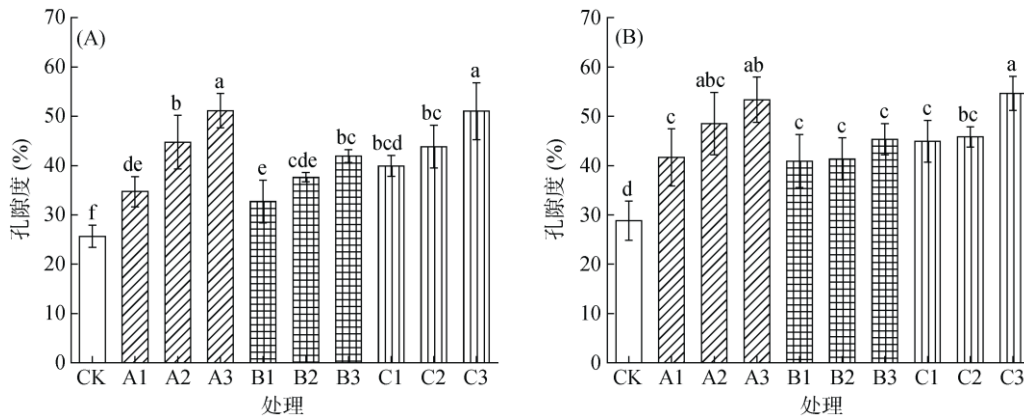 (A)
孔隙度 (%)
70
60
50
40
30
20
10
0
f
de
b
a
e
cde
bc
bcd
bc
a
CK A1 A2 A3 B1 B2 B3 C1 C2 C3
处理
(B)
孔隙度 (%)
70
60
50
40
30
20
10
0
d
c
abc
ab
c
c
c
c
bc
a
CK A1 A2 A3 B1 B2 B3 C1 C2 C3
处理